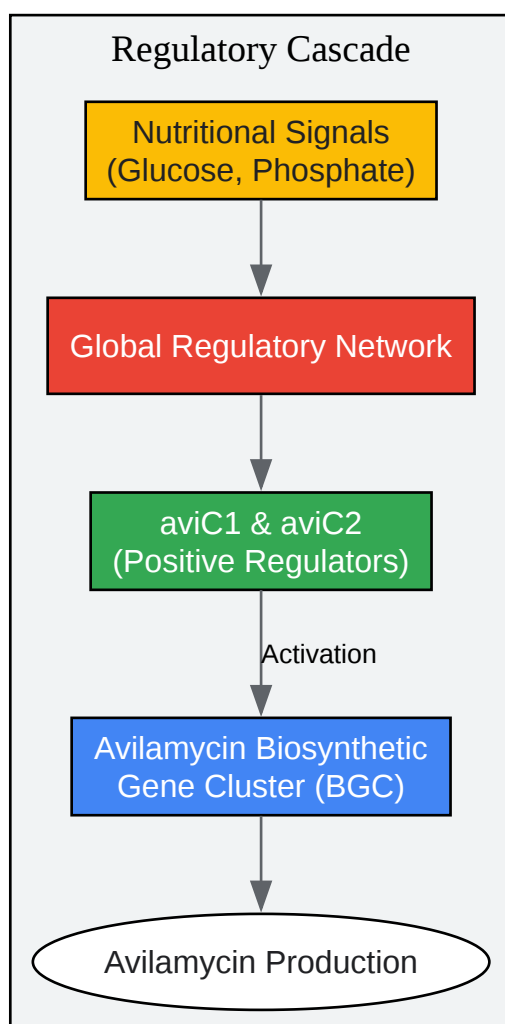 Regulatory Cascade
Nutritional Signals
(Glucose, Phosphate)
Global Regulatory Network
aviC1 & aviC2
(Positive Regulators)
Activation
Avilamycin Biosynthetic
Gene Cluster (BGC)
Avilamycin Production